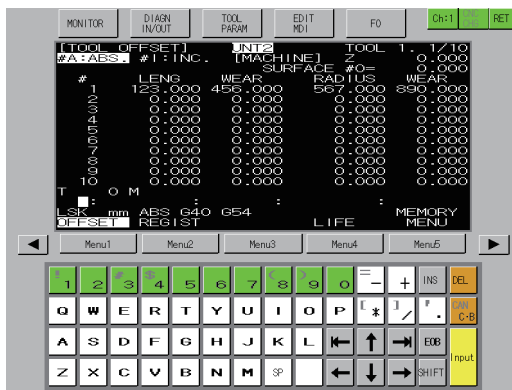 MONITOR DIAGN IN/OUT TOOL PARAM EDIT MDI FO Ch:1 CNC CHG RET
[TOOL OFFSET] UNT2 TOOL 1. 1/10
#A:ABS. #I:INC. [MACHINE] Z 0.000
SURFACE #0= 0.000
# LENG WEAR RADIUS WEAR
1 123.000 456.000 567.000 890.000
2 0.000 0.000 0.000 0.000
3 0.000 0.000 0.000 0.000
4 0.000 0.000 0.000 0.000
5 0.000 0.000 0.000 0.000
6 0.000 0.000 0.000 0.000
7 0.000 0.000 0.000 0.000
8 0.000 0.000 0.000 0.000
9 0.000 0.000 0.000 0.000
10 0.000 0.000 0.000 0.000
T O M
: : : :
LSK mm ABS G40 G54 MEMORY
OFFSET REGIST LIFE MENU
◀ Menu1 Menu2 Menu3 Menu4 Menu5 ▶
! 1 2 # 3 $ 4 5 6 7 ( 8 ) 9 0 = - + INS DEL
Q W E R T Y U I O P [ * ] / ' . CAN C·B
A S D F G H J K L ⇤ ↑ ⇥ EOB Input
Z X C V B N M SP ← ↓ → SHIFT